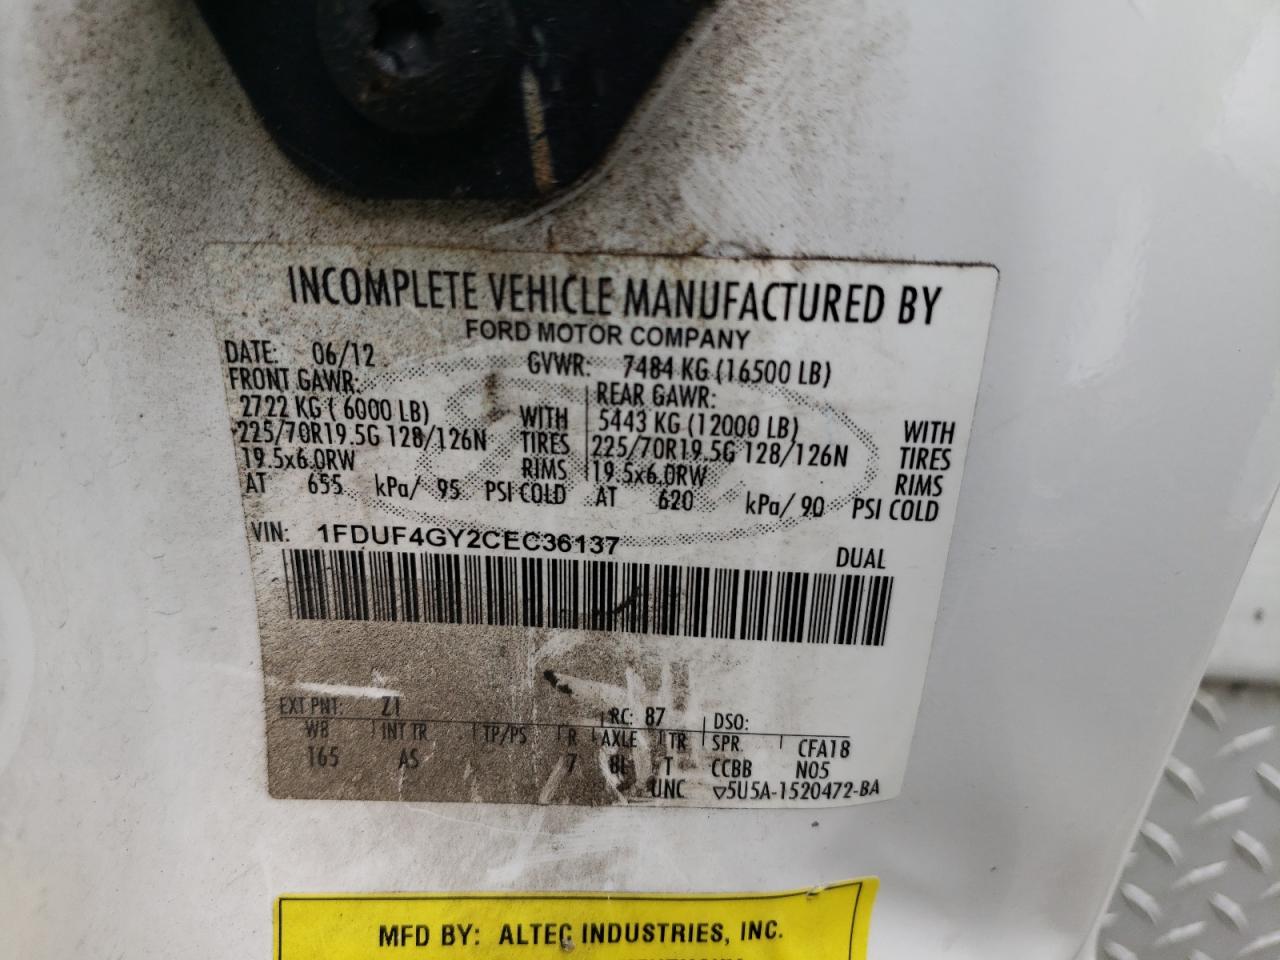 INCOMPLETE VEHICLE MANUFACTURED BY
FORD MOTOR COMPANY
DATE: 06/12 GVWR: 7484 KG (16500 LB)
FRONT GAWR: REAR GAWR:
2722 KG ( 6000 LB) WITH 5443 KG (12000 LB) WITH
225/70R19.5G 128/126N TIRES 225/70R19.5G 128/126N TIRES
19.5x6.0RW RIMS 19.5x6.0RW RIMS
AT 655 kPa/ 95 PSI COLD AT 620 kPa/ 90 PSI COLD
VIN: 1FDUF4GY2CEC36137 DUAL
EXT PNT: Z1 RC: 87 DSO:
WB INT TR TP/PS R AXLE TR SPR CFA18
165 AS 7 8L T CCBB N05
UNC ▽5U5A-1520472-BA
MFD BY: ALTEC INDUSTRIES, INC.